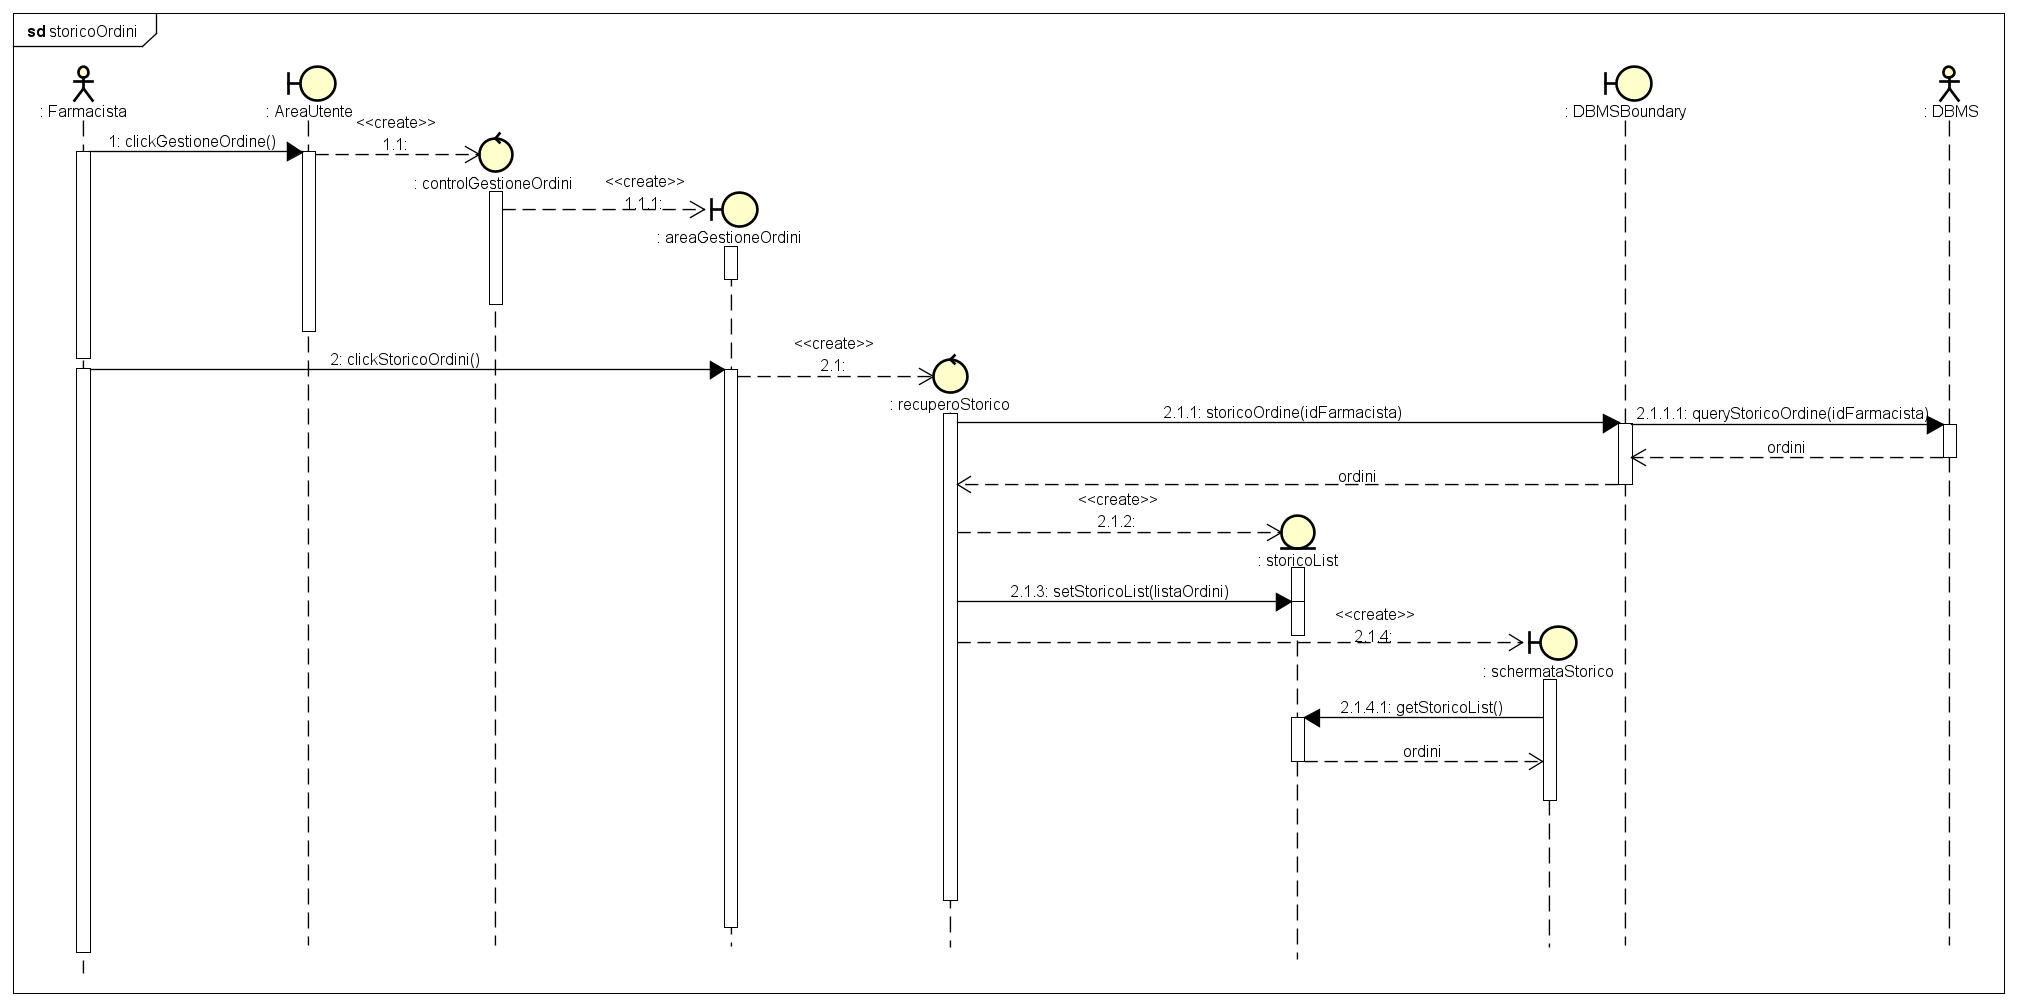 sd storicoOrdini
: Farmacista
: AreaUtente
: DBMSBoundary
: DBMS
<<create>>
1: clickGestioneOrdine()
1.1:
: controlGestioneOrdini
<<create>>
1.1.1:
: areaGestioneOrdini
<<create>>
2: clickStoricoOrdini()
2.1:
: recuperoStorico
2.1.1: storicoOrdine(idFarmacista)
2.1.1.1: queryStoricoOrdine(idFarmacista)
ordini
ordini
<<create>>
2.1.2:
: storicoList
2.1.3: setStoricoList(listaOrdini)
<<create>>
2.1.4:
: schermataStorico
2.1.4.1: getStoricoList()
ordini